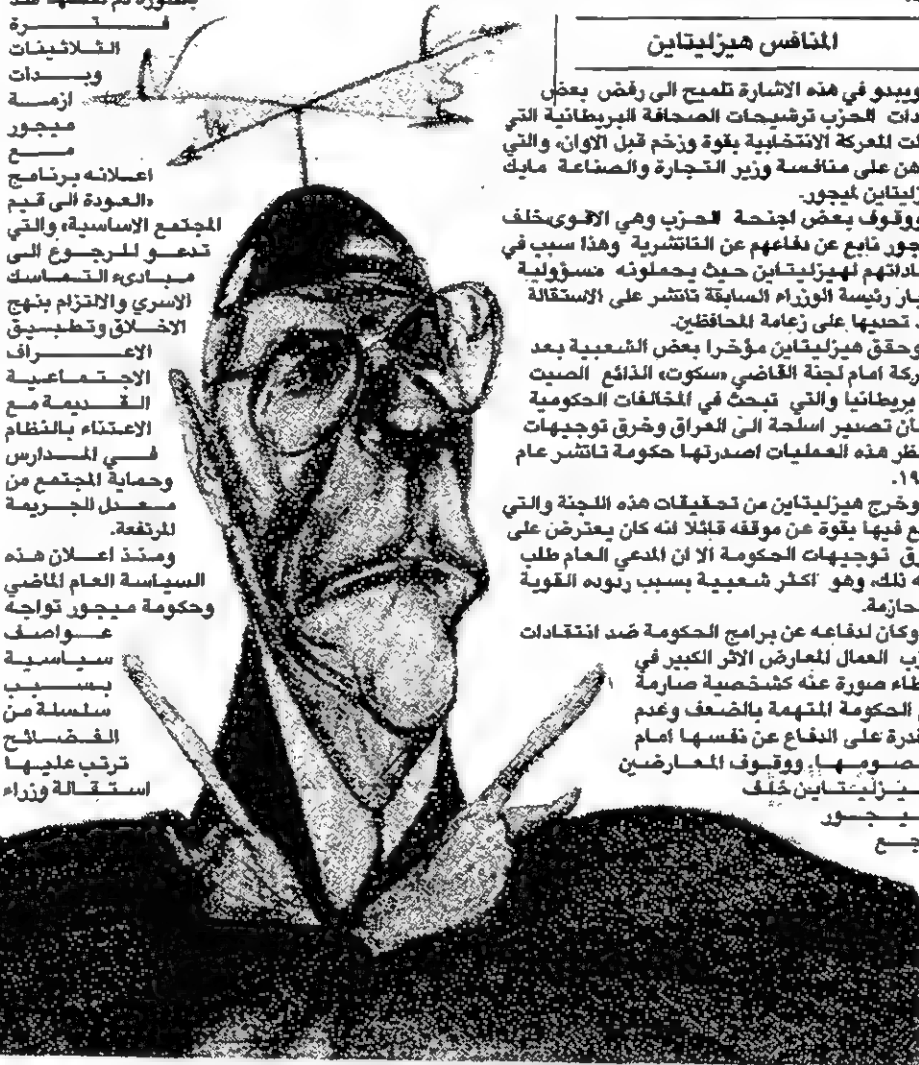 المنافس هيزليتاين
ويبدو في هذه الاشارة تلميح الى رفض بعض
الحزب ترشيحات الصحافة البريطانية التي
المعركة الانتخابية بقوة وزخم قبل الاوان، والتي
على منافسة وزير التجارة والصناعة مايك
لميجور.
ووقوف بعض اجنحة الحزب وهي الاقوى خلف
نابع عن دفاعهم عن التاتشرية وهذا سبب في
لهيزليتاين حيث يحملونه مسؤولية
رئيسة الوزراء السابقة تاتشر على الاستقالة
تحديها على زعامة المحافظين.
وحقق هيزليتاين مؤخرا بعض الشعبية بعد
امام لجنة القاضي «سكوت» الذائع الصيت
والتي تبحث في المخالفات الحكومية
تصدير اسلحة الى العراق وخرق توجيهات
هذه العمليات اصدرتها حكومة تاتشر عام
وخرج هيزليتاين من تحقيقات هذه اللجنة والتي
فيها بقوة عن موقفه قائلا انه كان يعترض على
توجيهات الحكومة الا ان المدعي العام طلب
ذلك، وهو اكثر شعبية بسبب ردوده القوية
وكان لدفاعه عن برامج الحكومة ضد انتقادات
العمال المعارض الاثر الكبير في
صورة عنه كشخصية صارمة
الحكومة المتهمة بالضعف وعدم
على الدفاع عن نفسها امام
ووقوف المعارضين
خلف
فترة
الثلاثينات
وبدأت
ازمة
ميجور
مع
اعلانه برنامج
«العودة الى قيم
المجتمع الاساسية» والتي
تدعو للرجوع الى
مبادىء التماسك
الاسري والالتزام بنهج
الاخلاق وتطبيق
الاعراف
الاجتماعية
القديمة مع
الاعتناء بالنظام
في المدارس
وحماية المجتمع من
معدل الجريمة
المرتفعة.
ومنذ اعلان هذه
السياسة العام الماضي
وحكومة ميجور تواجه
عواصف
سياسية
بسبب
سلسلة من
الفضائح
ترتب عليها
استقالة وزراء